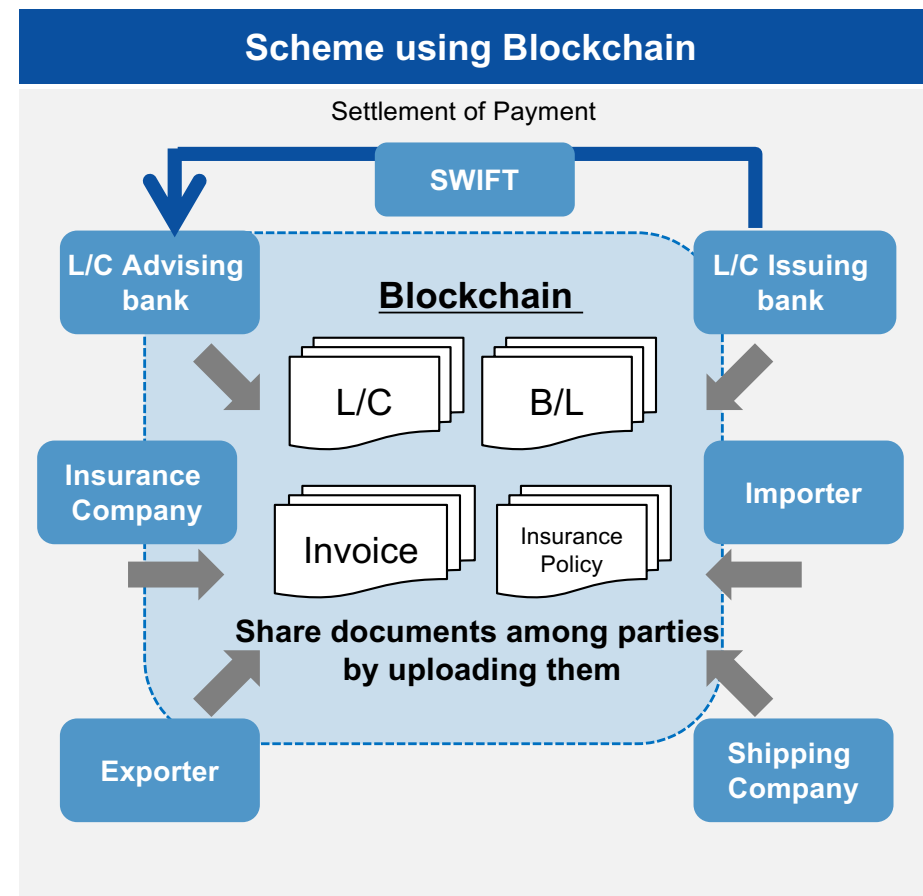 Scheme using Blockchain
Settlement of Payment
SWIFT
L/C Advising
bank
L/C Issuing
bank
Blockchain
L/C
B/L
Insurance
Company
Importer
Invoice
Insurance
Policy
Share documents among parties
by uploading them
Exporter
Shipping
Company